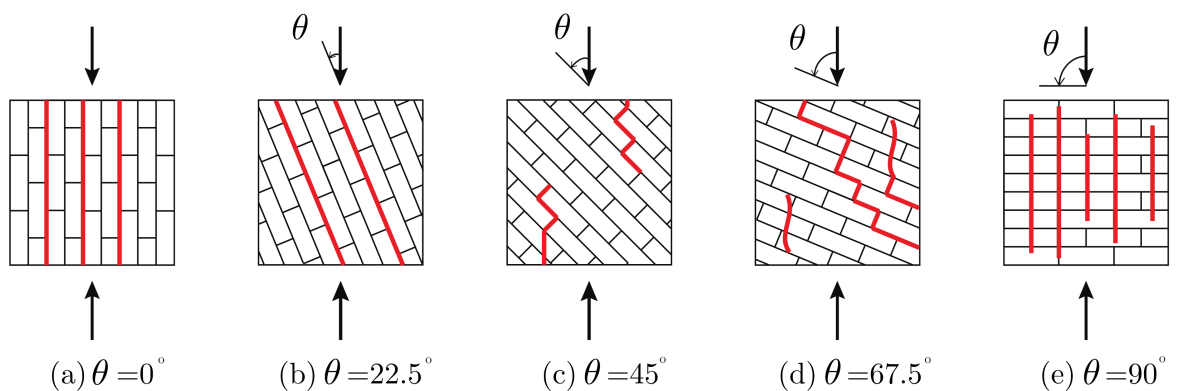 θ
θ
θ
θ
(a) θ =0°
(b) θ =22.5°
(c) θ =45°
(d) θ =67.5°
(e) θ =90°